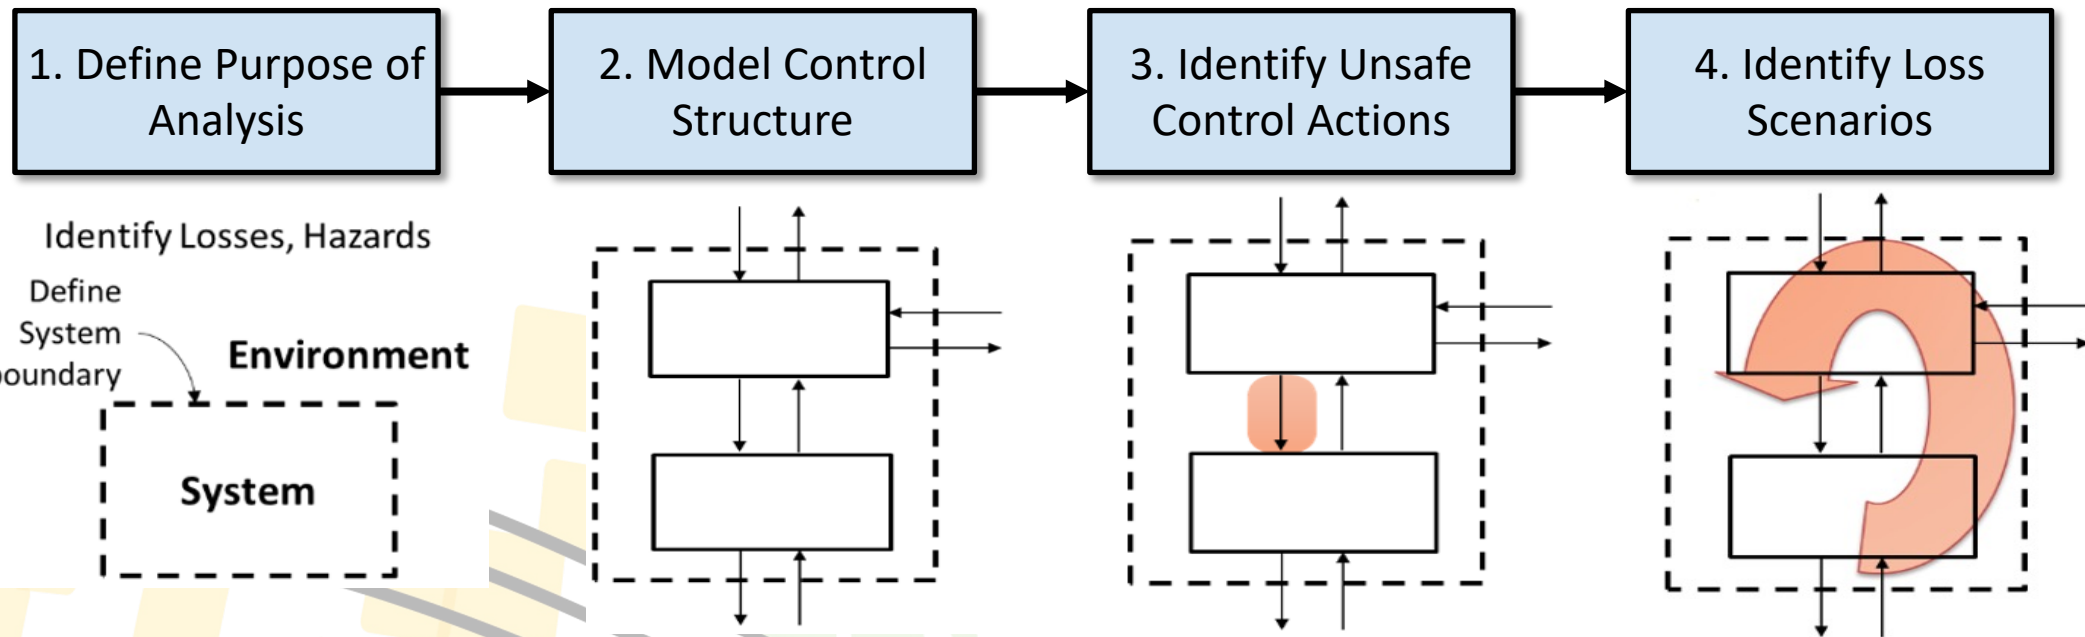 1. Define Purpose of
Analysis
2. Model Control
Structure
3. Identify Unsafe
Control Actions
4. Identify Loss
Scenarios
Identify Losses, Hazards
Define
System
boundary
Environment
System